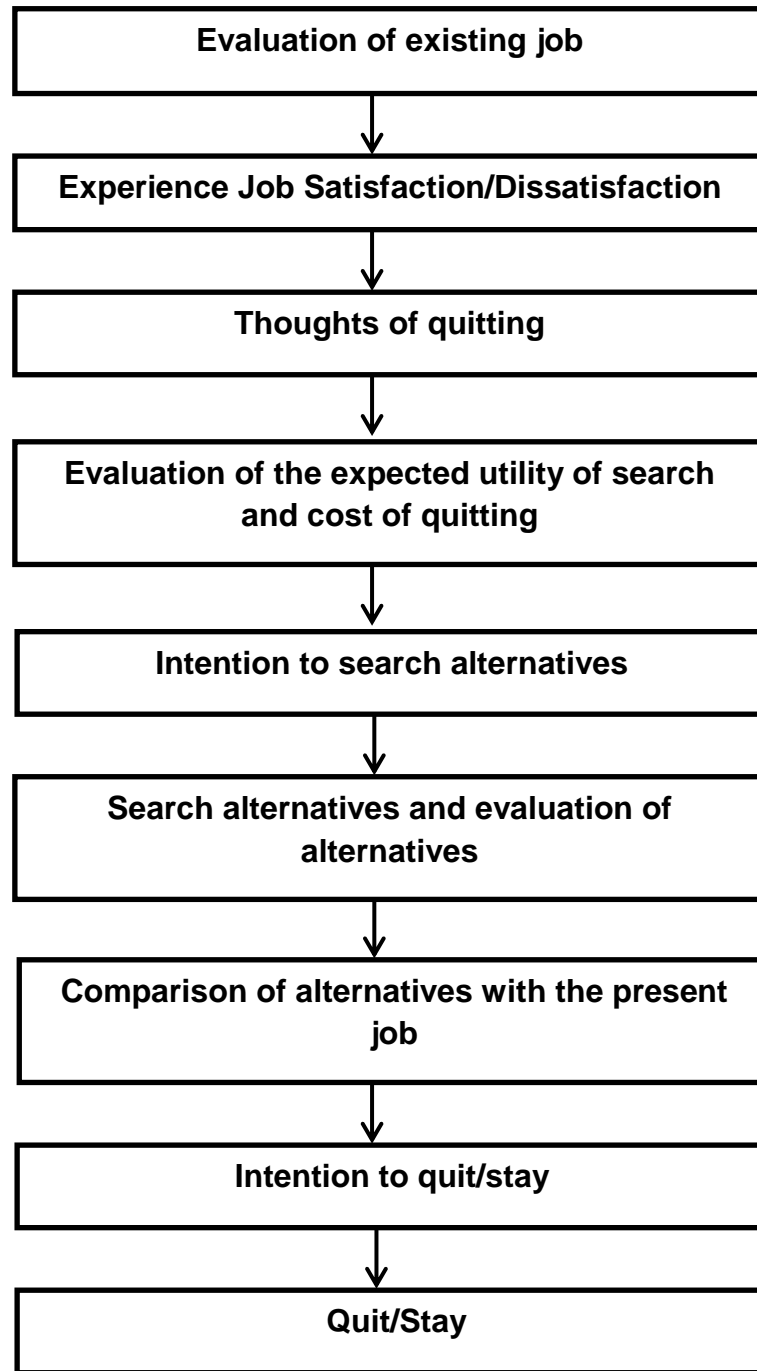 Evaluation of existing job
Experience Job Satisfaction/Dissatisfaction
Thoughts of quitting
Evaluation of the expected utility of search
and cost of quitting
Intention to search alternatives
Search alternatives and evaluation of
alternatives
Comparison of alternatives with the present
job
Intention to quit/stay
Quit/Stay